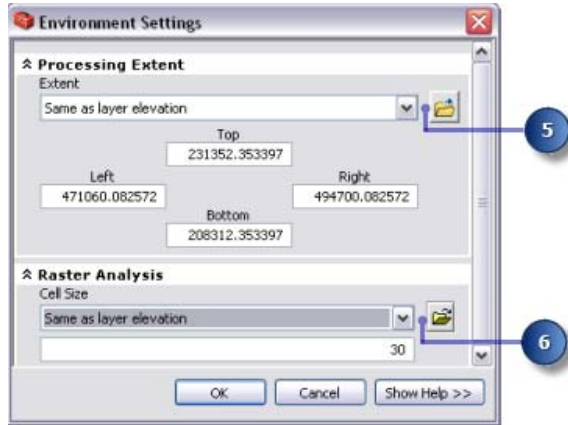 Environment Settings
Processing Extent
Extent
Same as layer elevation
5
Top
231352.353397
Left
Right
471060.082572
494700.082572
Bottom
208312.353397
Raster Analysis
Cell Size
Same as layer elevation
6
30
OK
Cancel
Show Help >>